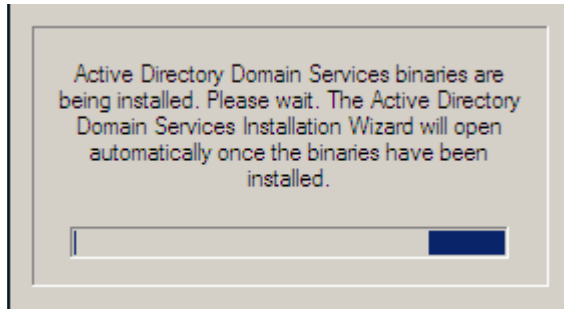 Active Directory Domain Services binaries are
being installed. Please wait. The Active Directory
Domain Services Installation Wizard will open
automatically once the binaries have been
installed.